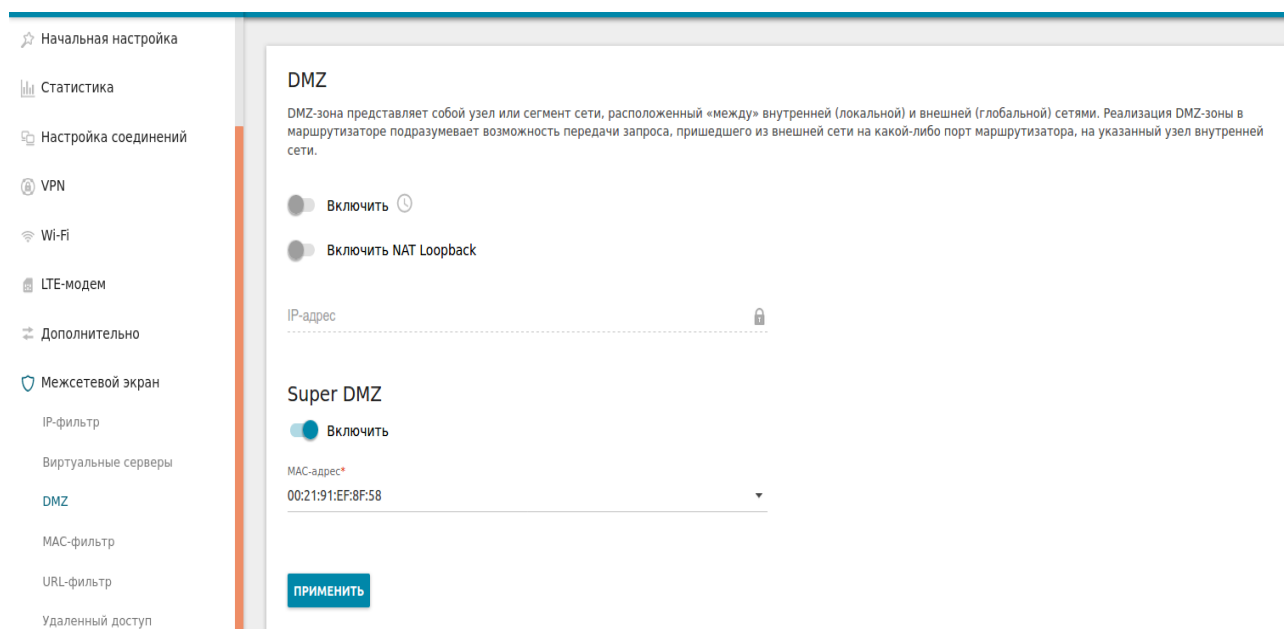 Начальная настройка
Статистика
Настройка соединений
VPN
Wi-Fi
LTE-модем
Дополнительно
Межсетевой экран
IP-фильтр
Виртуальные серверы
DMZ
MAC-фильтр
URL-фильтр
Удаленный доступ
DMZ
DMZ-зона представляет собой узел или сегмент сети, расположенный «между» внутренней (локальной) и внешней (глобальной) сетями. Реализация DMZ-зоны в
маршрутизаторе подразумевает возможность передачи запроса, пришедшего из внешней сети на какой-либо порт маршрутизатора, на указанный узел внутренней
сети.
Включить
Включить NAT Loopback
IP-адрес
Super DMZ
Включить
MAC-адрес*
00:21:91:EF:8F:58
ПРИМЕНИТЬ